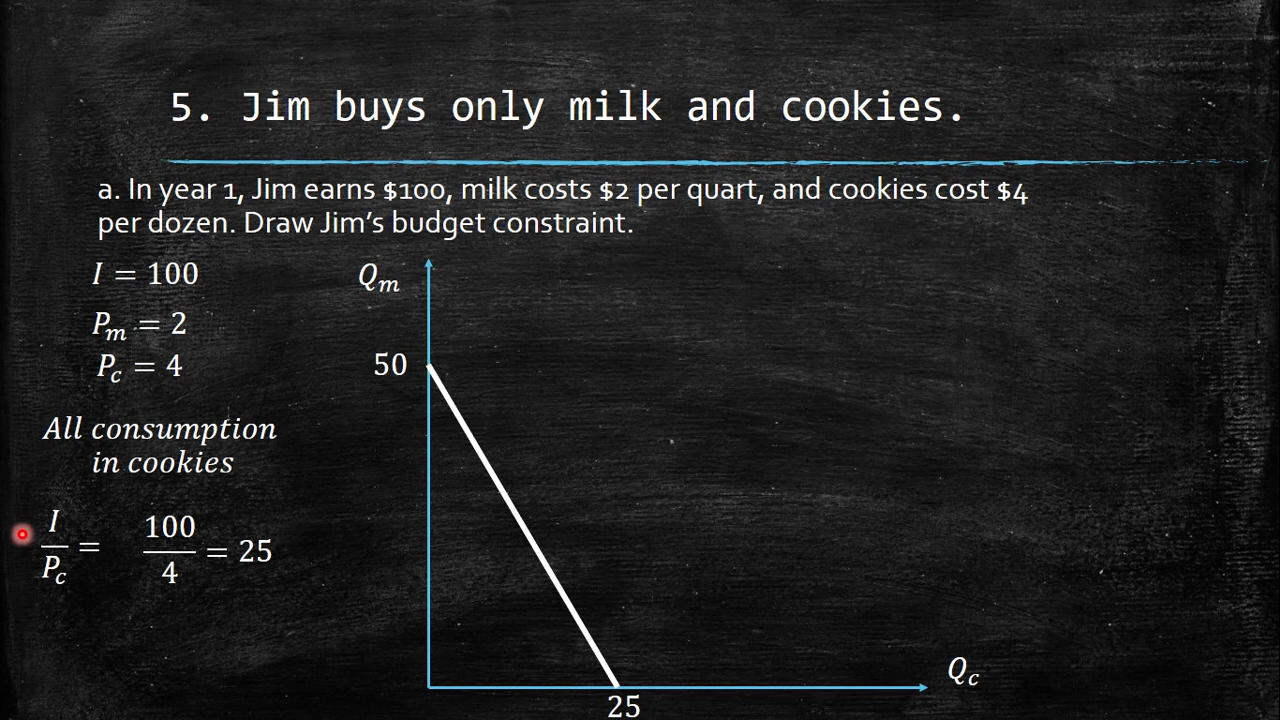 5. Jim buys only milk and cookies.
a. In year 1, Jim earns $100, milk costs $2 per quart, and cookies cost $4
per dozen. Draw Jim’s budget constraint.
I = 100
P_m = 2
P_c = 4
All consumption
in cookies
I/P_c = 100/4 = 25
Q_m
50
Q_c
25